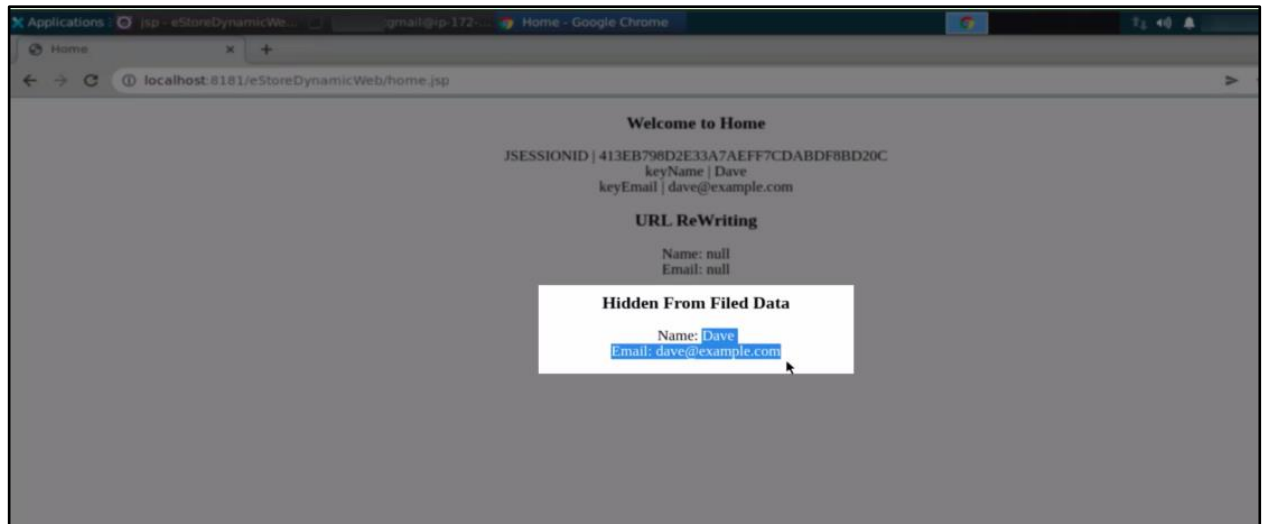 Applications jsp - eStoreDynamicWe... gmail@ip-172-... Home - Google Chrome
Home
localhost:8181/eStoreDynamicWeb/home.jsp
Welcome to Home
JSESSIONID | 413EB798D2E33A7AEFF7CDABDF8BD20C
keyName | Dave
keyEmail | dave@example.com
URL ReWriting
Name: null
Email: null
Hidden From Filed Data
Name: Dave
Email: dave@example.com